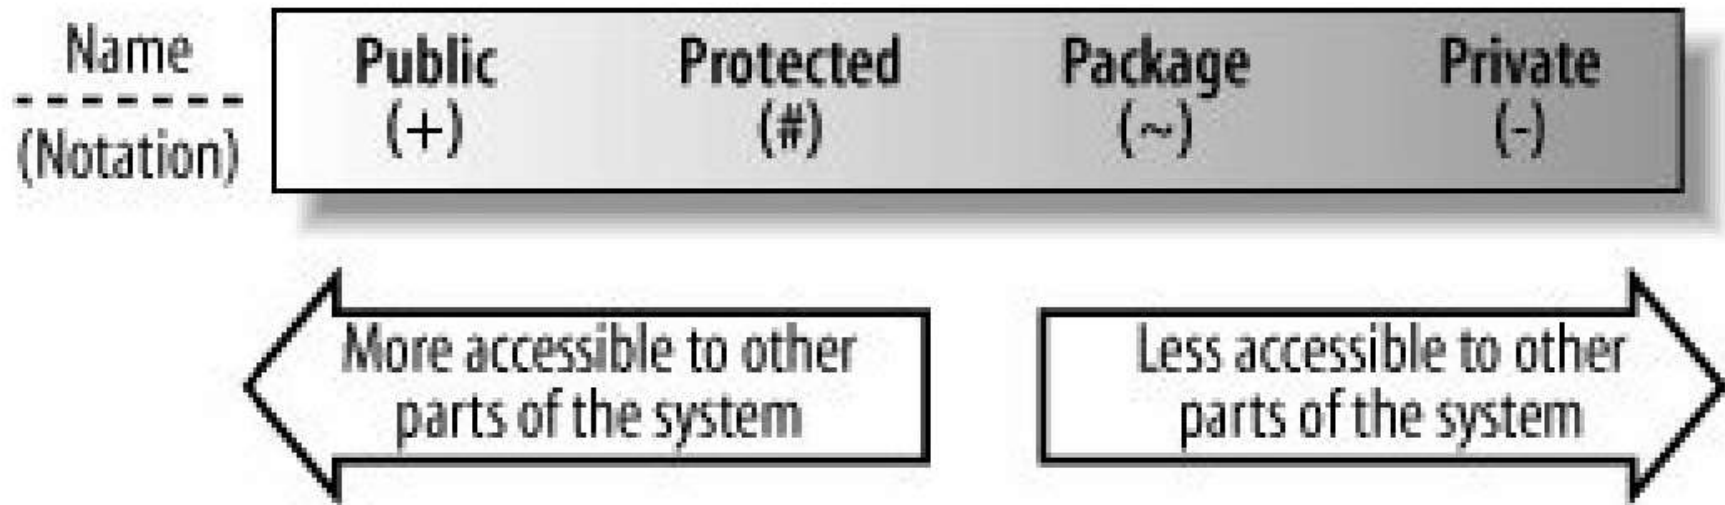 Name
(Notation)
Public
(+)
Protected
(#)
Package
(~)
Private
(-)
More accessible to other
parts of the system
Less accessible to other
parts of the system